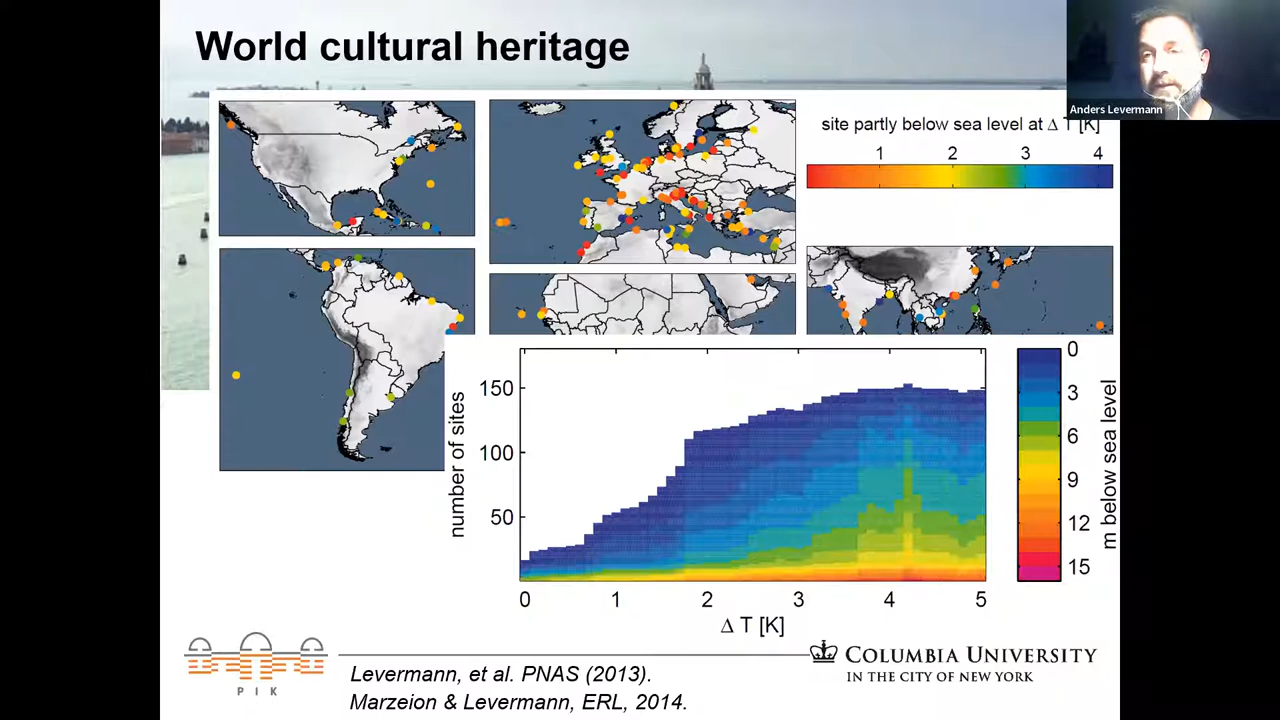 World cultural heritage
Anders Levermann
site partly below sea level at Δ T [K]
1 2 3 4
number of sites
150
100
50
0 1 2 3 4 5
Δ T [K]
0
3
6
9
12
15
m below sea level
PIK
Levermann, et al. PNAS (2013).
Marzeion & Levermann, ERL, 2014.
COLUMBIA UNIVERSITY
IN THE CITY OF NEW YORK